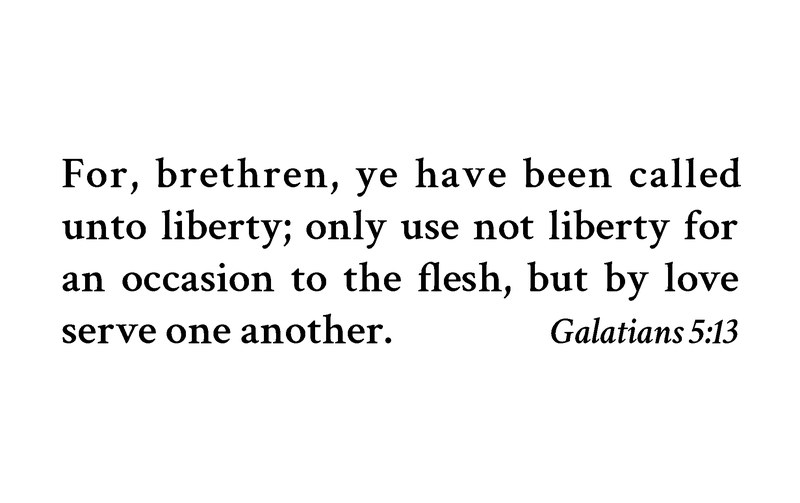 For, brethren, ye have been called
unto liberty; only use not liberty for
an occasion to the flesh, but by love
serve one another. Galatians 5:13